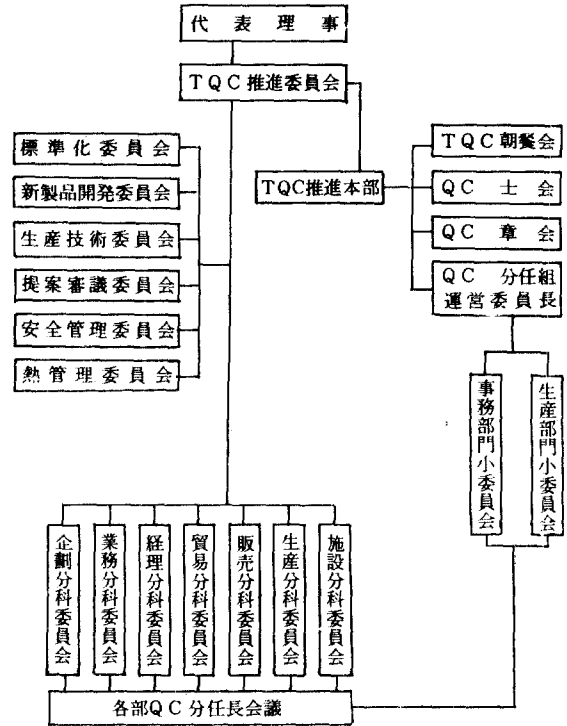 代表理事
TQC推進委員会
標準化委員会
新製品開発委員会
生産技術委員会
提案審議委員会
安全管理委員会
熱管理委員会
TQC推進本部
TQC朝餐会
QC士会
QC章会
QC分任組
運営委員長
事務部門小委員会
生産部門小委員会
企劃分科委員会
業務分科委員会
経理分科委員会
貿易分科委員会
販売分科委員会
生産分科委員会
施設分科委員会
各部QC分任長会議